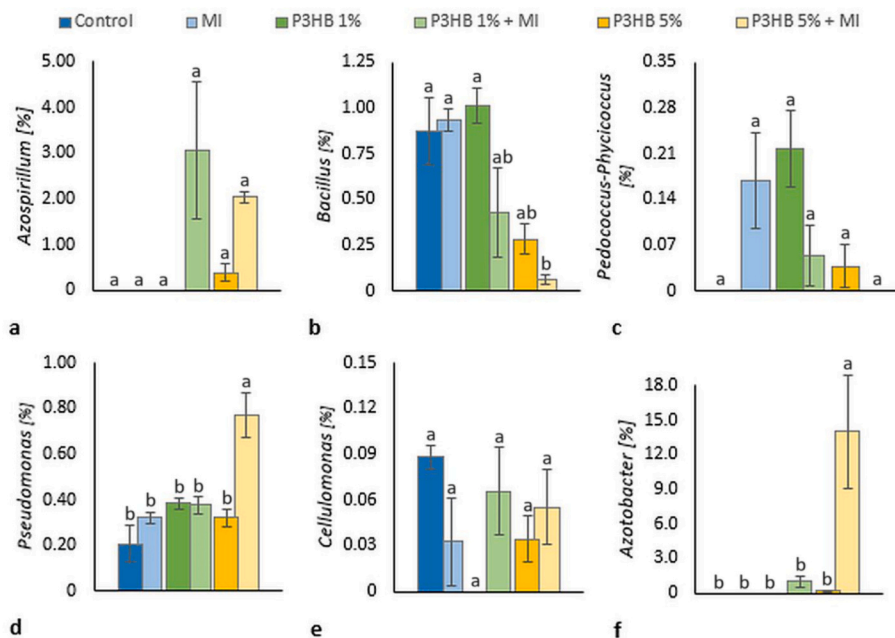 Control MI P3HB 1% P3HB 1% + MI P3HB 5% P3HB 5% + MI
Azospirillum [%]
5.00
4.00
3.00
2.00
1.00
0
a a a a a a
a
Bacillus [%]
1.25
1.00
0.75
0.50
0.25
0
a a a ab ab b
b
Pedococcus-Phycicoccus
[%]
0.35
0.28
0.21
0.14
0.07
0
a a a a a a
c
Pseudomonas [%]
1.00
0.80
0.60
0.40
0.20
0
b b b b b a
d
Cellulomonas [%]
0.15
0.12
0.09
0.06
0.03
0
a a a a a a
e
Azotobacter [%]
18.0
15.0
12.0
9.0
6.0
3.0
0
b b b b b a
f